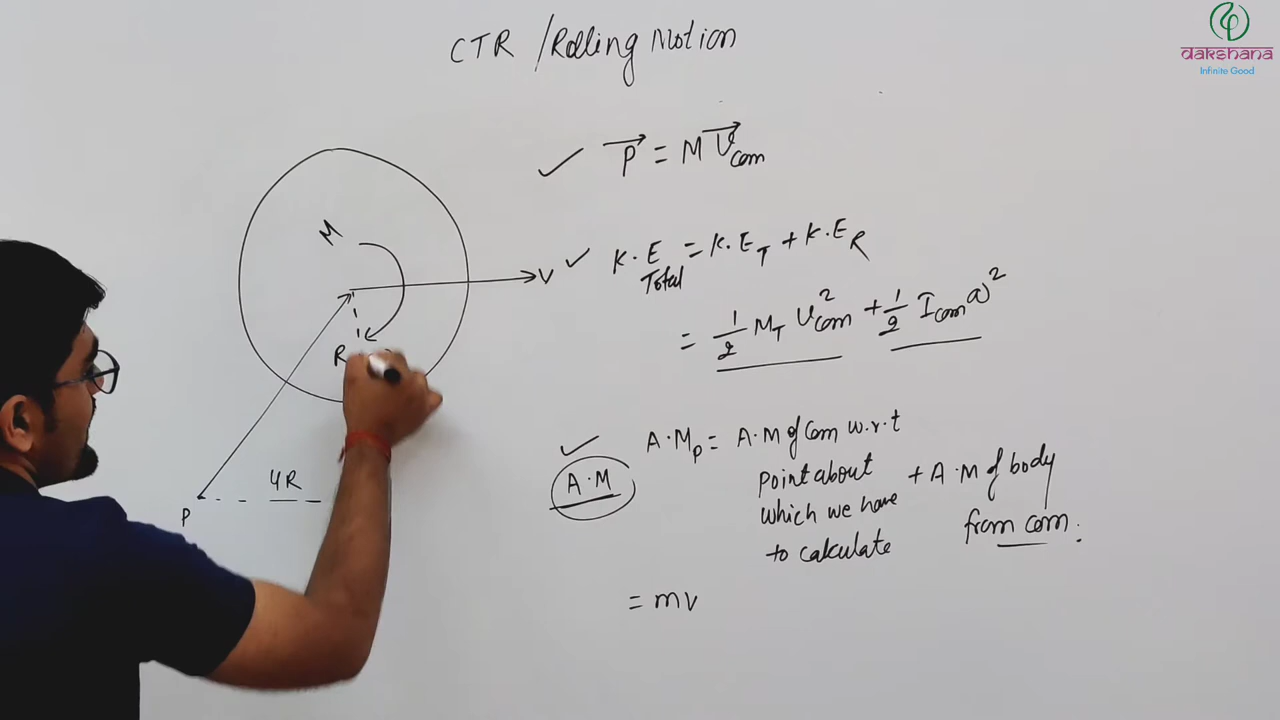 CTR /Rolling Motion
dakshana
Infinite Good
P = M V com
K.E Total = K.E T + K.E R
= 1/2 M T V com ² + 1/2 I com ω ²
M
V
R
4R
P
A.M
A.M p = A.M of Com w.r.t
point about
which we have
to calculate
+ A.M of body
from com.
= mv